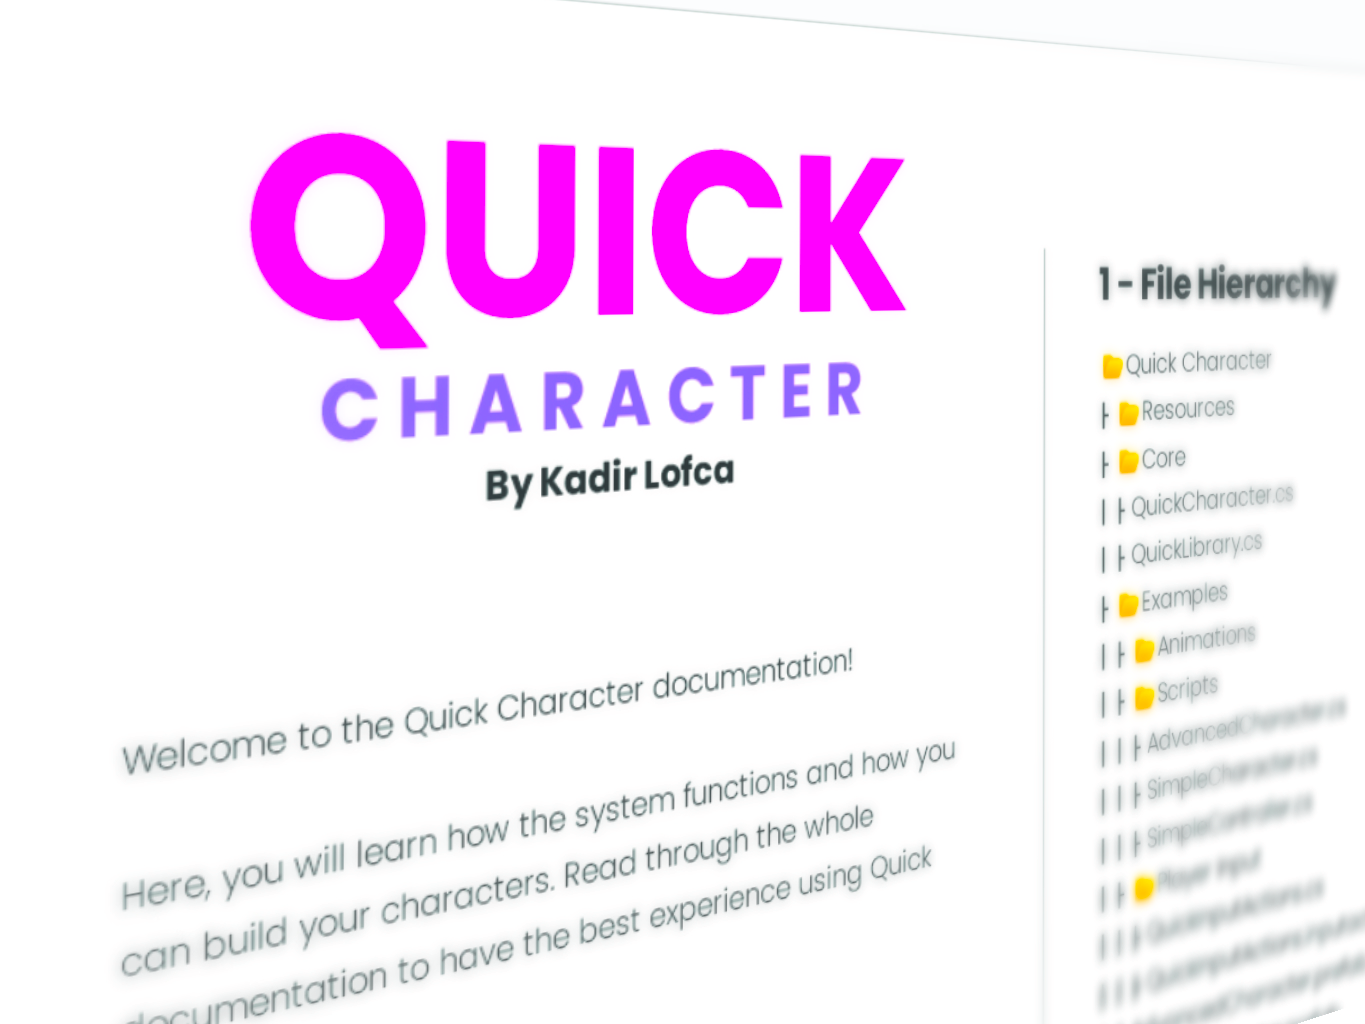 QUICK
CHARACTER
By Kadir Lofca
Welcome to the Quick Character documentation!
Here, you will learn how the system functions and how you
can build your characters. Read through the whole
documentation to have the best experience using Quick
1 - File Hierarchy
Quick Character
Resources
Core
QuickCharacter.cs
QuickLibrary.cs
Examples
Animations
Scripts
AdvancedCharacter.cs
SimpleCharacter.cs
SimpleController.cs
Player Input
QuickInputActions.cs